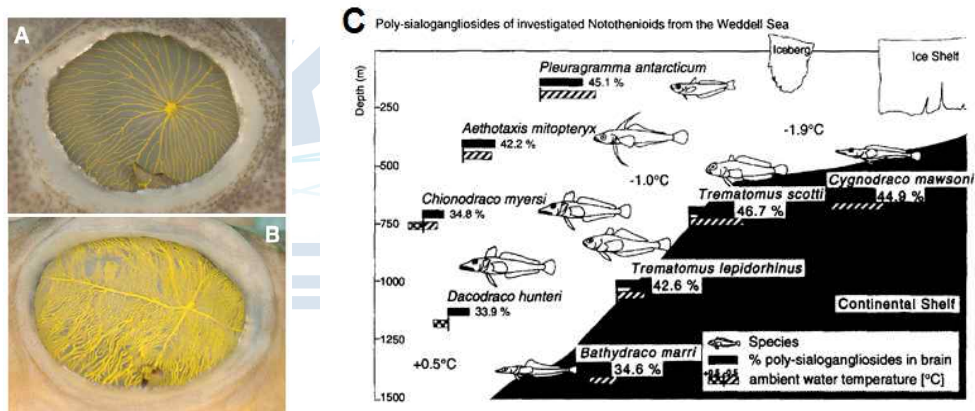 A
B
C
Poly-sialogangliosides of investigated Notothenioids from the Weddell Sea
Depth (m)
250
500
750
1000
1250
1500
Iceberg
Ice Shelf
Pleuragramma antarcticum
45.1 %
-1.9°C
Aethotaxis mitopteryx
42.2 %
-1.0°C
Cygnodraco mawsoni
44.9 %
Trematomus scotti
46.7 %
Chionodraco myersi
34.8 %
Trematomus lepidorhinus
42.6 %
Dacodraco hunteri
33.9 %
Continental Shelf
+0.5°C
Bathydraco marri
34.6 %
Species
% poly-sialogangliosides in brain
ambient water temperature [°C]